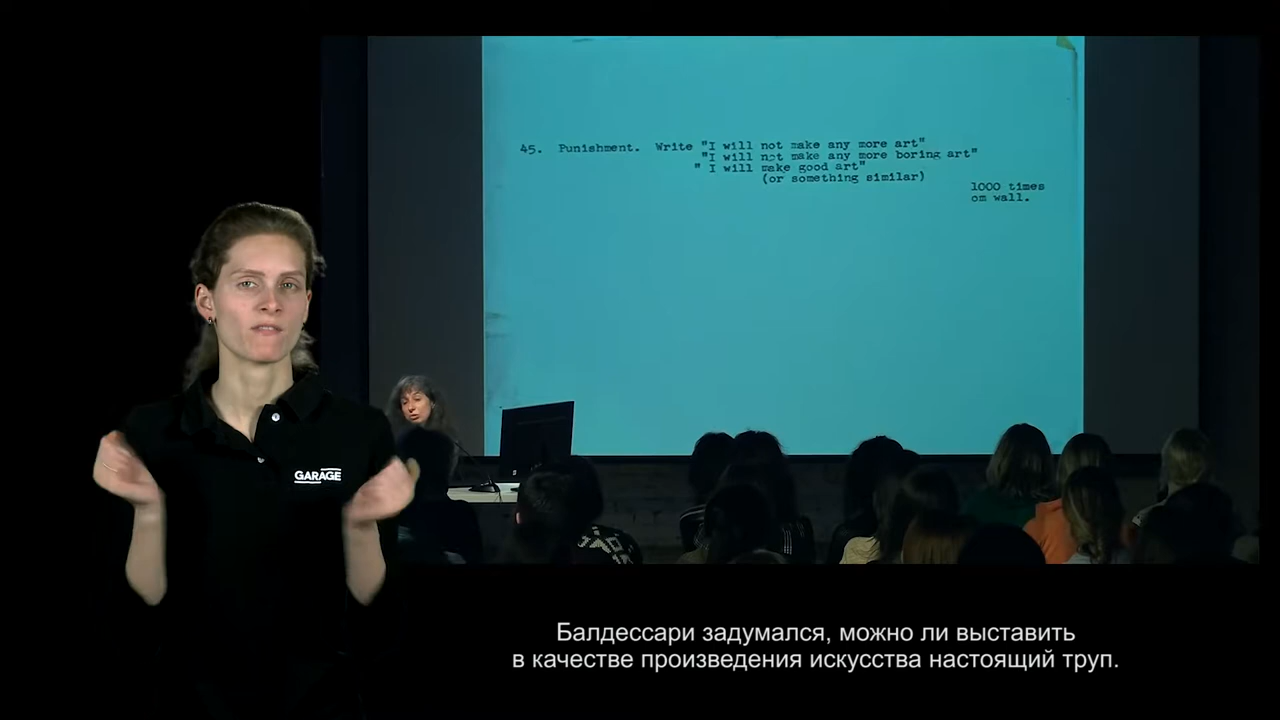 45. Punishment. Write "I will not make any more art"
"I will not make any more boring art"
" I will make good art"
(or something similar)
1000 times
om wall.
GARAGE
Балдессари задумался, можно ли выставить
в качестве произведения искусства настоящий труп.